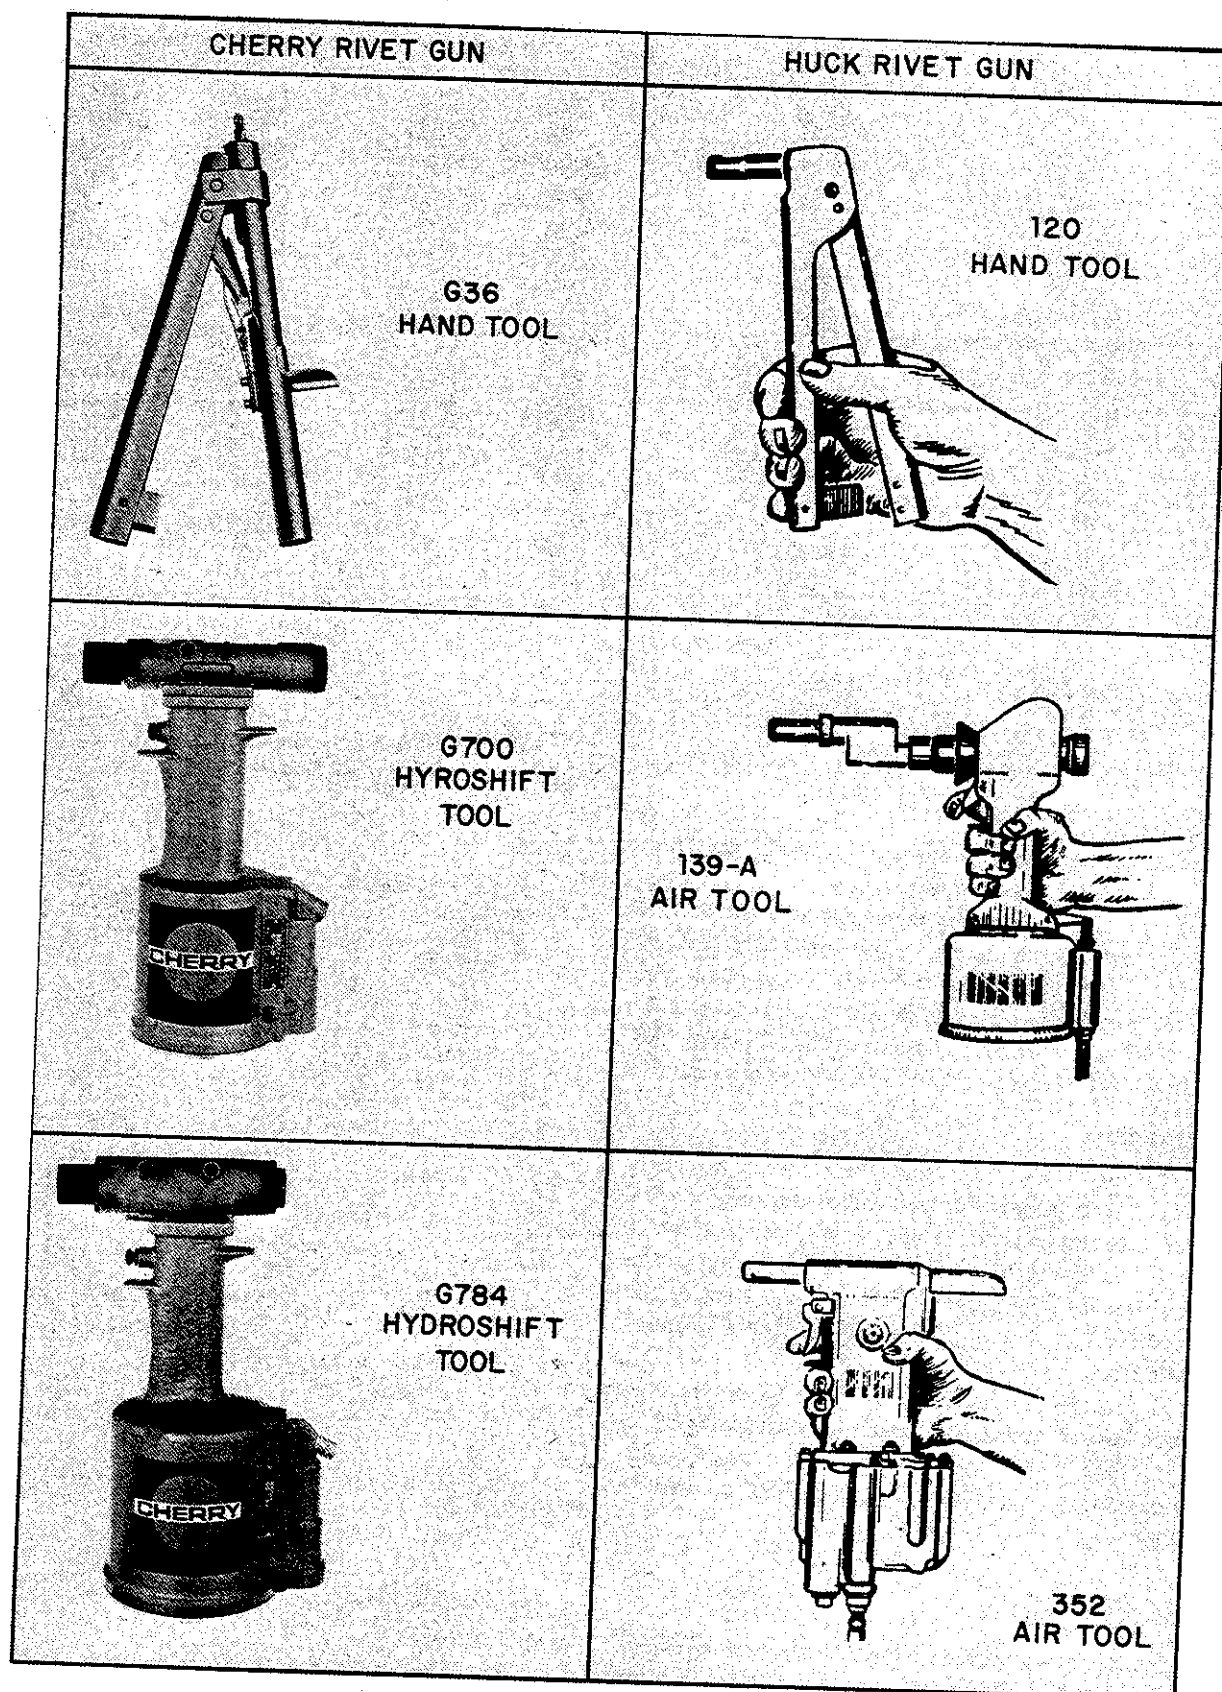 CHERRY RIVET GUN
HUCK RIVET GUN
G36
HAND TOOL
120
HAND TOOL
G700
HYROSHIFT
TOOL
CHERRY
139-A
AIR TOOL
G784
HYDROSHIFT
TOOL
CHERRY
352
AIR TOOL